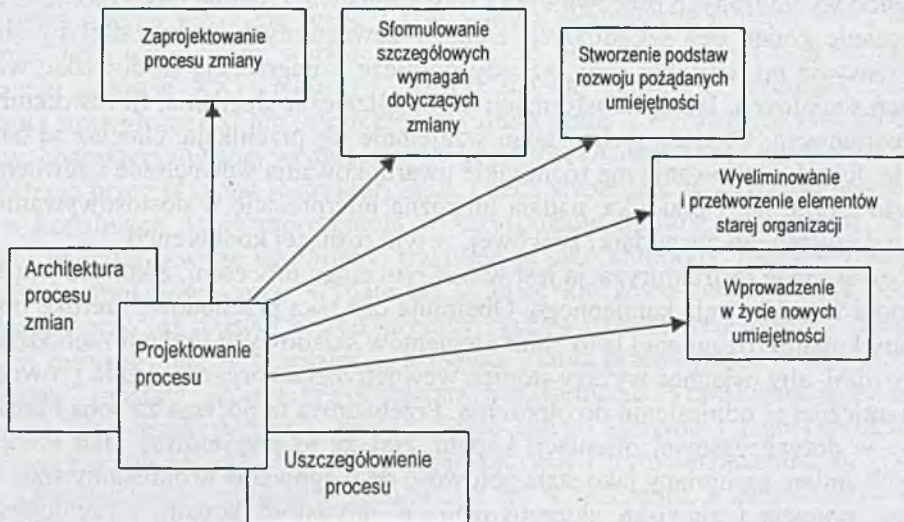 Zaprojektowanie
procesu zmiany
Sformułowanie
szczegółowych
wymagań
dotyczących
zmiany
Stworzenie podstaw
rozwoju pożądanych
umiejętności
Wyeliminowanie
i przetworzenie elementów
starej organizacji
Wprowadzenie
w życie nowych
umiejętności
Architektura
procesu
zmian
Projektowanie
procesu
Uszczegółowienie
procesu